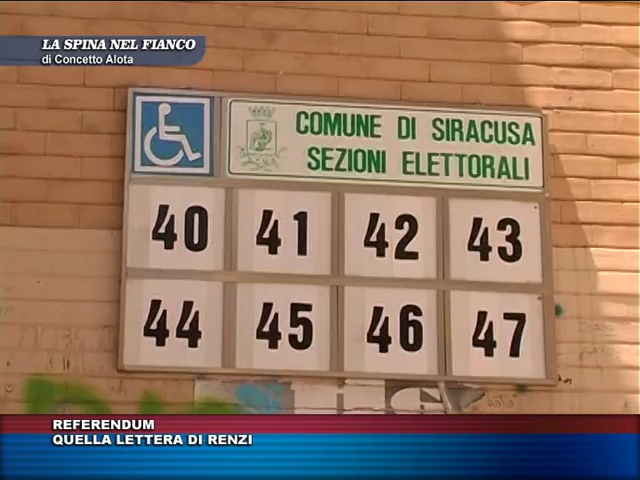 LA SPINA NEL FIANCO
di Concetto Alota
COMUNE DI SIRACUSA
SEZIONI ELETTORALI
40 41 42 43
44 45 46 47
REFERENDUM
QUELLA LETTERA DI RENZI